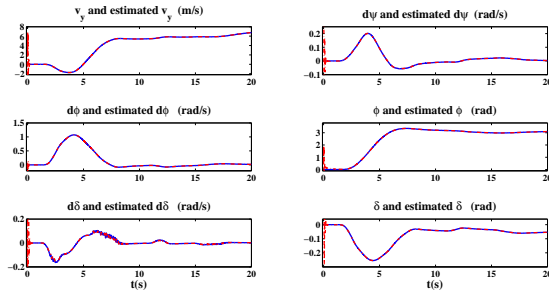 v_y and estimated v_y (m/s)
8
6
4
2
0
−2
0 5 10 15 20
dψ and estimated dψ (rad/s)
0.2
0.1
0
−0.1
0 5 10 15 20
dϕ and estimated dϕ (rad/s)
1.5
1
0.5
0
0 5 10 15 20
ϕ and estimated ϕ (rad)
3
2
1
0
0 5 10 15 20
dδ and estimated dδ (rad/s)
0.2
0
−0.2
0 5 10 15 20
t(s)
δ and estimated δ (rad)
0
−0.1
−0.2
0 5 10 15 20
t(s)